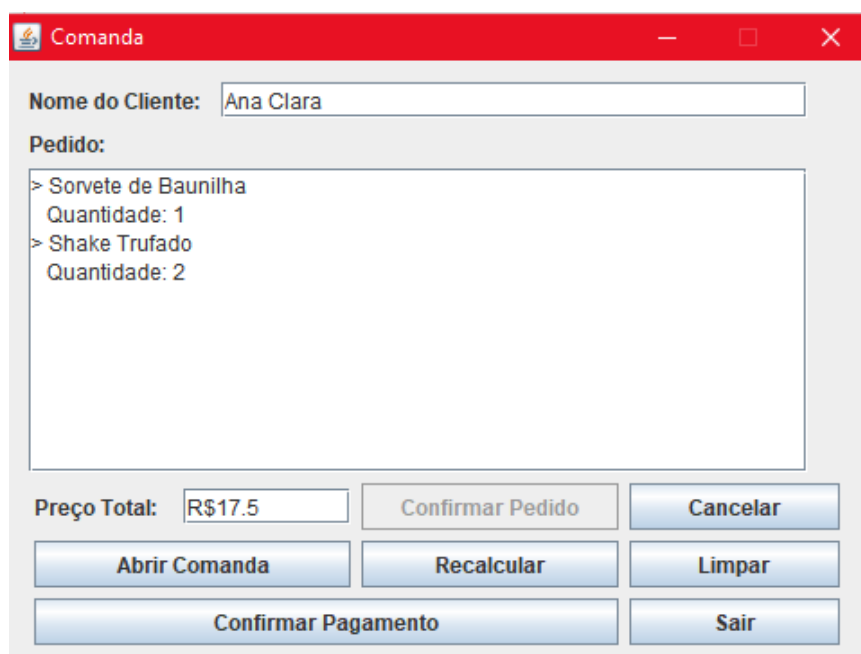 Comanda
Nome do Cliente: Ana Clara
Pedido:
> Sorvete de Baunilha
Quantidade: 1
> Shake Trufado
Quantidade: 2
Preço Total: R$17.5 Confirmar Pedido Cancelar
Abrir Comanda Recalcular Limpar
Confirmar Pagamento Sair